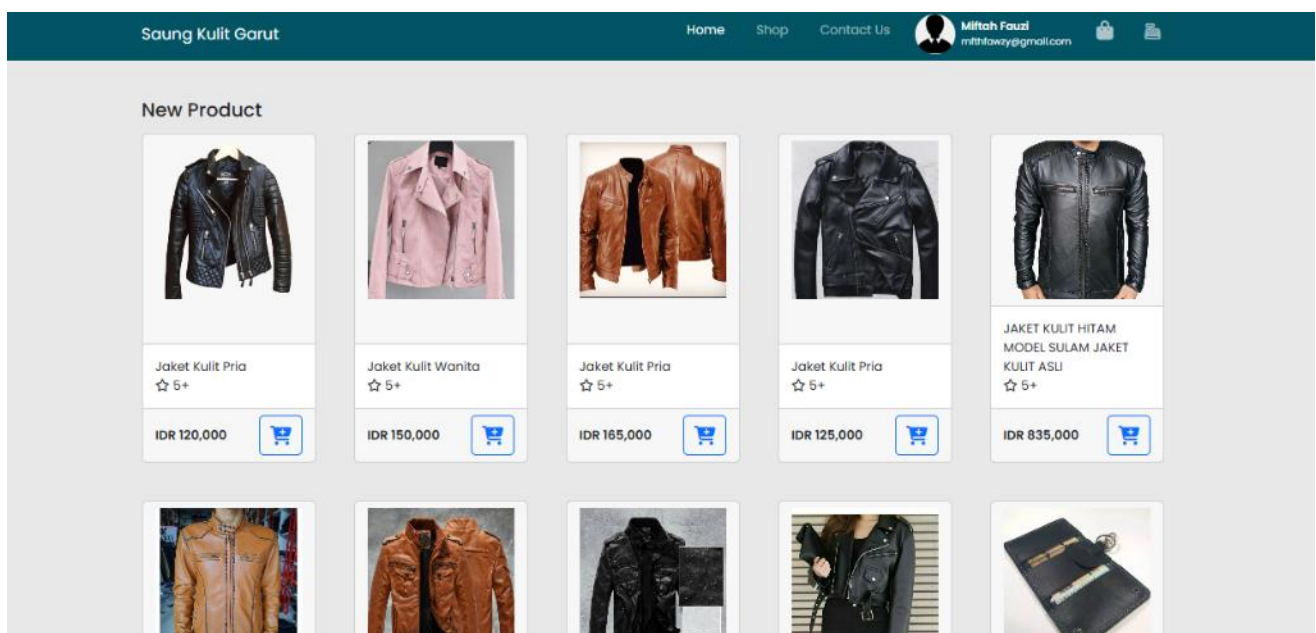 Saung Kulit Garut
Home Shop Contact Us
Miftah Fauzi
mfthfawzy@gmail.com
New Product
Jaket Kulit Pria
5+
IDR 120,000
Jaket Kulit Wanita
5+
IDR 150,000
Jaket Kulit Pria
5+
IDR 165,000
Jaket Kulit Pria
5+
IDR 125,000
JAKET KULIT HITAM
MODEL SULAM JAKET
KULIT ASLI
5+
IDR 835,000